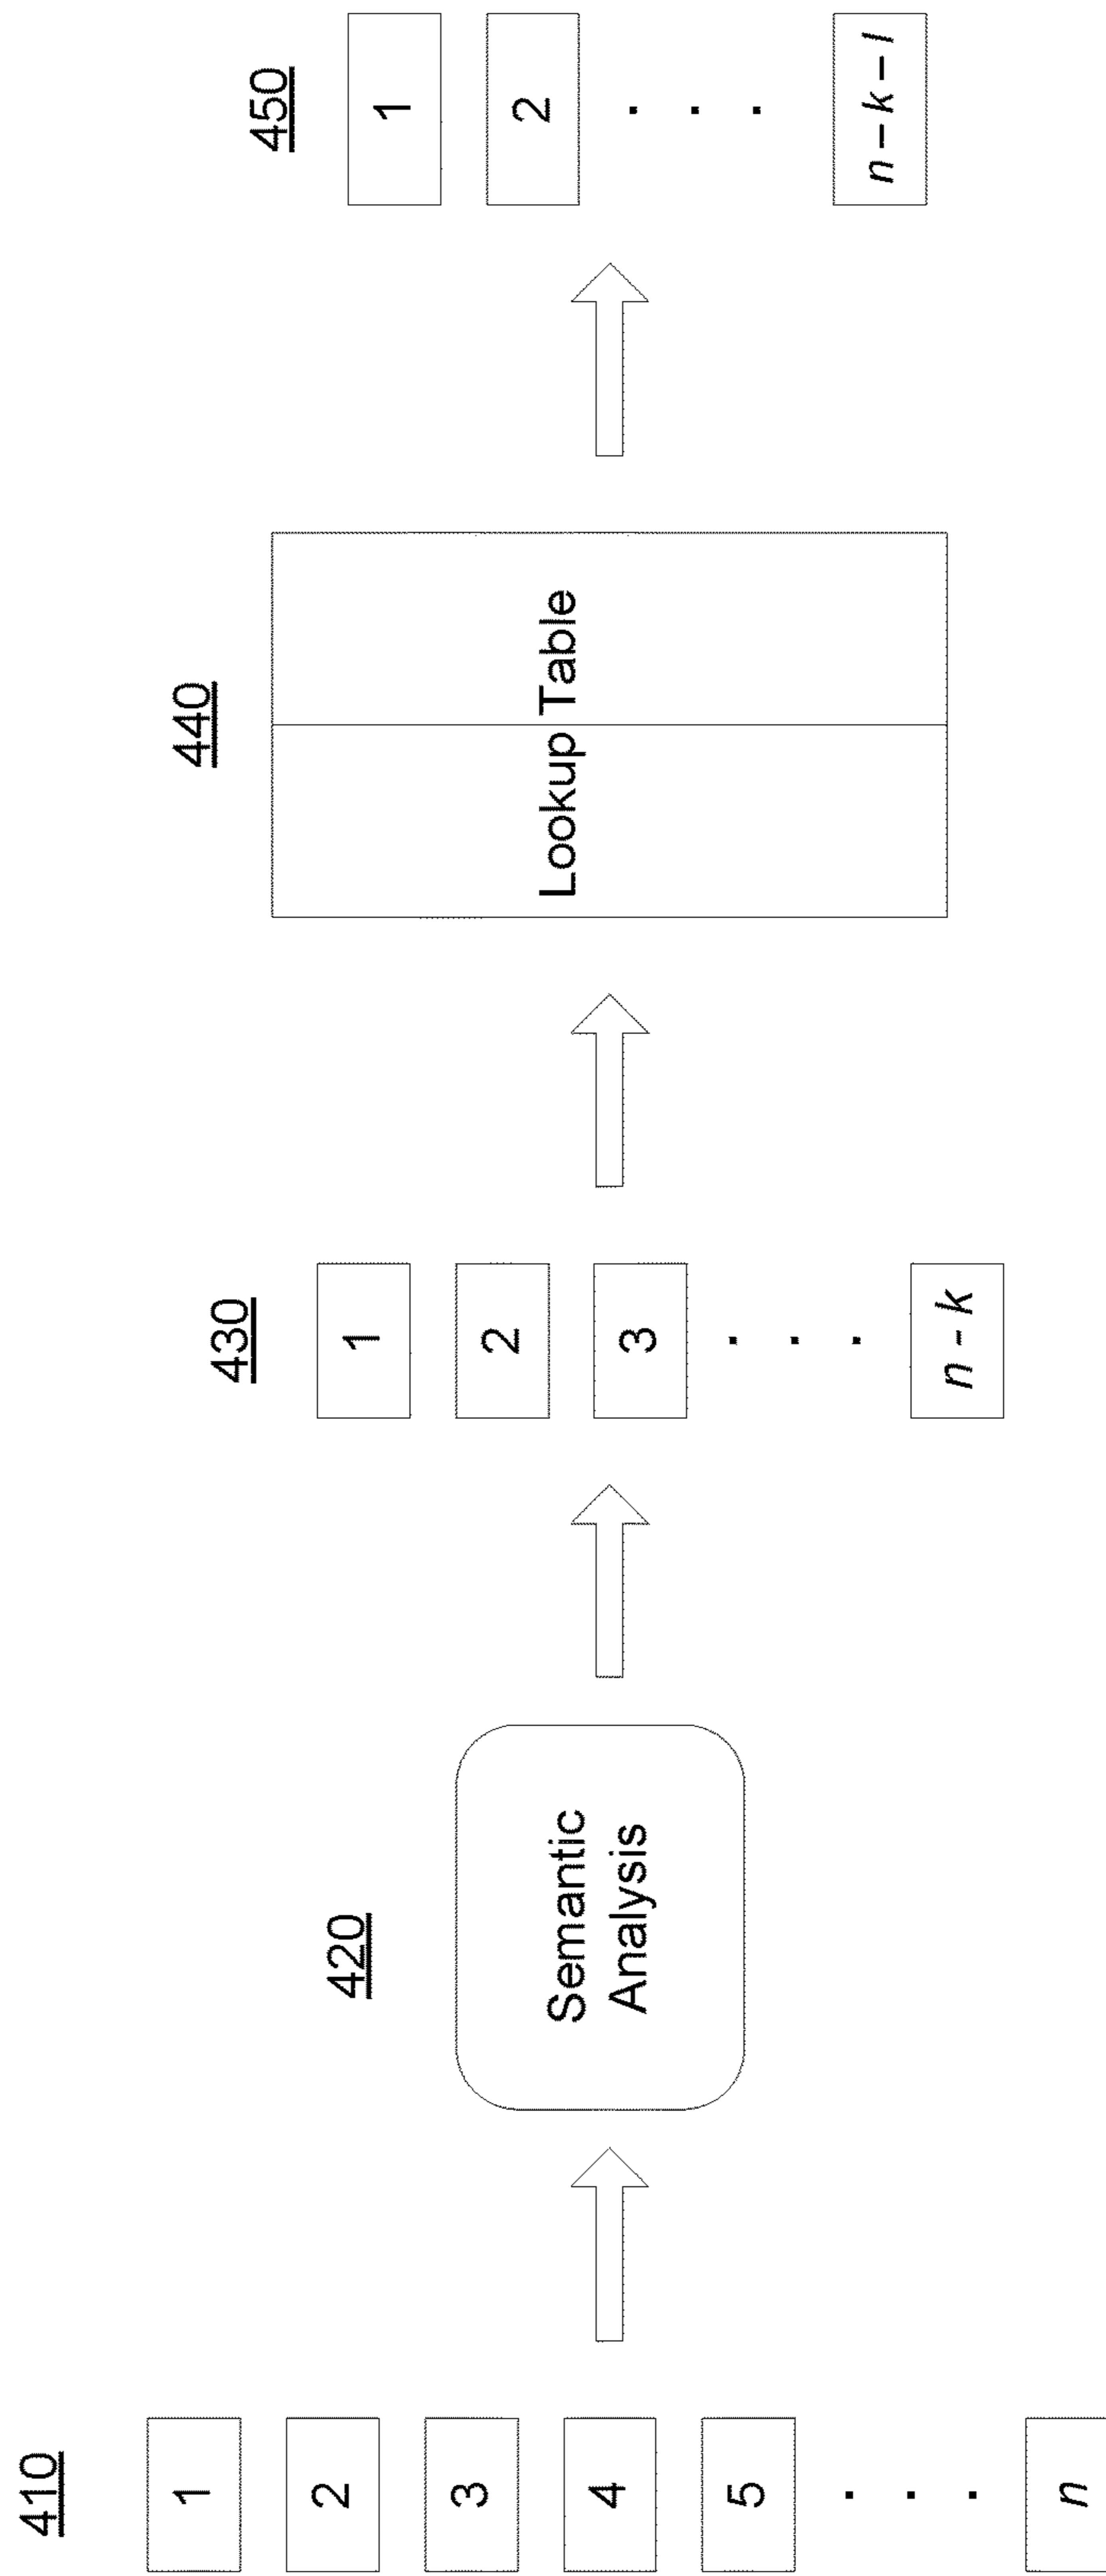 410
1
2
3
4
5
. . .
n
420
Semantic
Analysis
430
1
2
3
. . .
n - k
440
Lookup Table
450
1
2
. . .
n – k – l